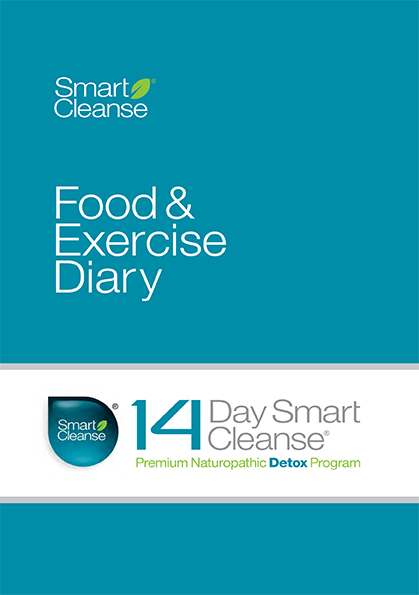 Smart®
Cleanse
Food &
Exercise
Diary
Smart
Cleanse
®
14 Day Smart
Cleanse®
Premium Naturopathic Detox Program